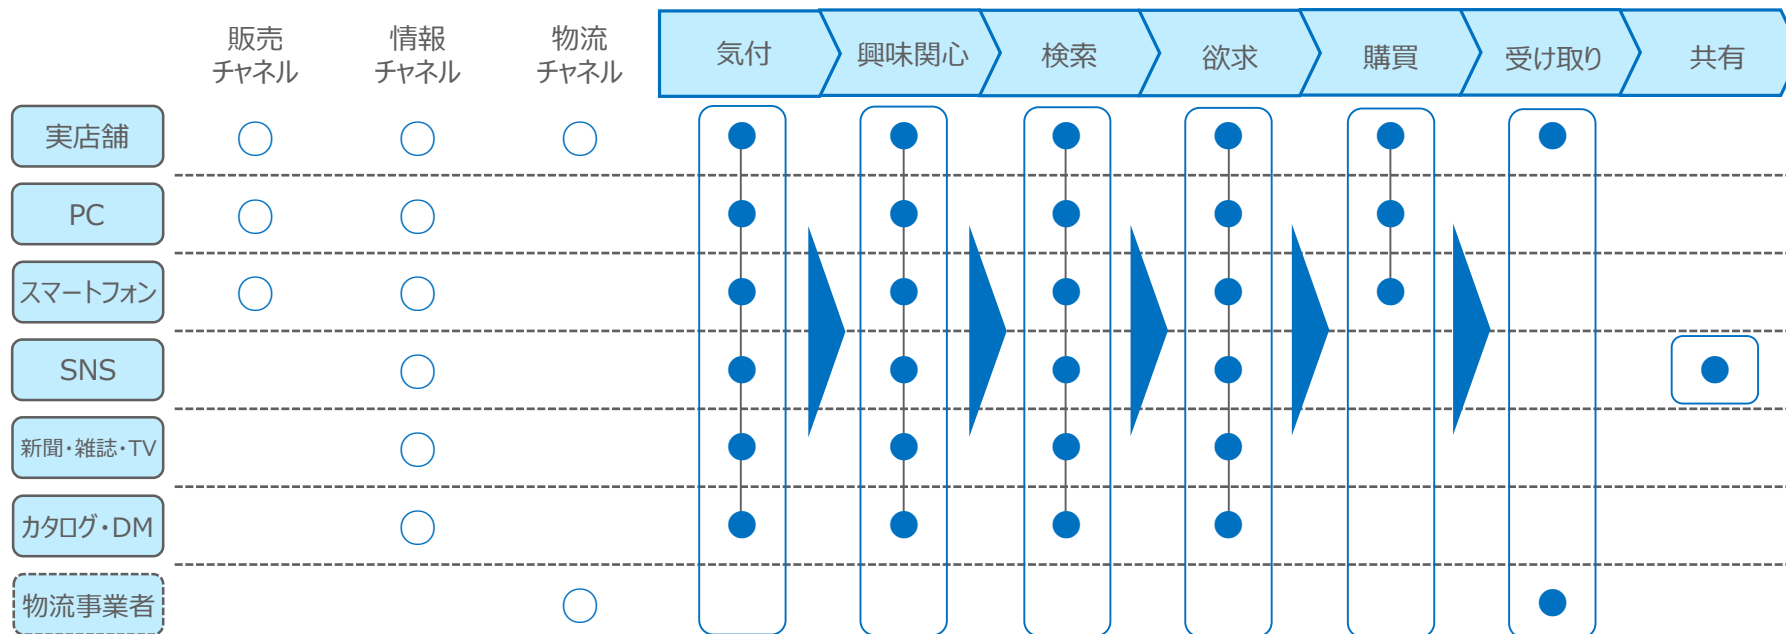 販売
チャネル
情報
チャネル
物流
チャネル
気付
興味関心
検索
欲求
購買
受け取り
共有
実店舗
PC
スマートフォン
SNS
新聞・雑誌・TV
カタログ・DM
物流事業者